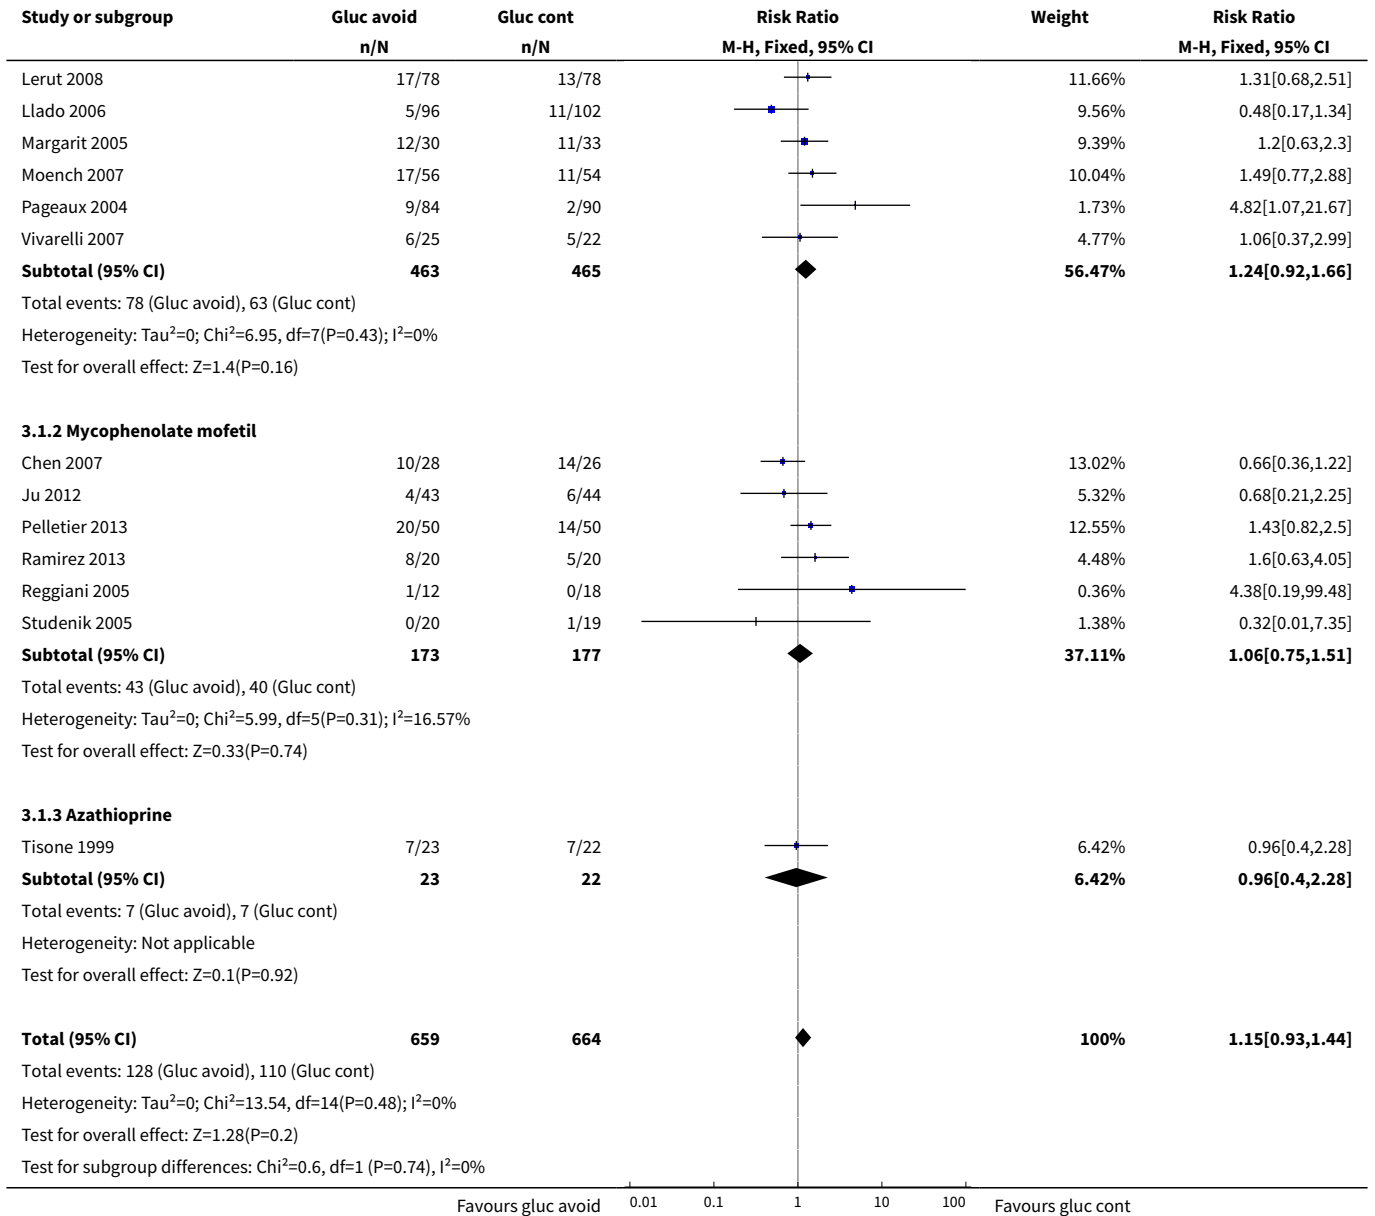 Study or subgroup Gluc avoid Gluc cont Risk Ratio Weight Risk Ratio
n/N n/N M-H, Fixed, 95% CI M-H, Fixed, 95% CI
Lerut 2008 17/78 13/78 11.66% 1.31[0.68,2.51]
Llado 2006 5/96 11/102 9.56% 0.48[0.17,1.34]
Margarit 2005 12/30 11/33 9.39% 1.2[0.63,2.3]
Moench 2007 17/56 11/54 10.04% 1.49[0.77,2.88]
Pageaux 2004 9/84 2/90 1.73% 4.82[1.07,21.67]
Vivarelli 2007 6/25 5/22 4.77% 1.06[0.37,2.99]
Subtotal (95% CI) 463 465 56.47% 1.24[0.92,1.66]
Total events: 78 (Gluc avoid), 63 (Gluc cont)
Heterogeneity: Tau²=0; Chi²=6.95, df=7(P=0.43); I²=0%
Test for overall effect: Z=1.4(P=0.16)
3.1.2 Mycophenolate mofetil
Chen 2007 10/28 14/26 13.02% 0.66[0.36,1.22]
Ju 2012 4/43 6/44 5.32% 0.68[0.21,2.25]
Pelletier 2013 20/50 14/50 12.55% 1.43[0.82,2.5]
Ramirez 2013 8/20 5/20 4.48% 1.6[0.63,4.05]
Reggiani 2005 1/12 0/18 0.36% 4.38[0.19,99.48]
Studenik 2005 0/20 1/19 1.38% 0.32[0.01,7.35]
Subtotal (95% CI) 173 177 37.11% 1.06[0.75,1.51]
Total events: 43 (Gluc avoid), 40 (Gluc cont)
Heterogeneity: Tau²=0; Chi²=5.99, df=5(P=0.31); I²=16.57%
Test for overall effect: Z=0.33(P=0.74)
3.1.3 Azathioprine
Tisone 1999 7/23 7/22 6.42% 0.96[0.4,2.28]
Subtotal (95% CI) 23 22 6.42% 0.96[0.4,2.28]
Total events: 7 (Gluc avoid), 7 (Gluc cont)
Heterogeneity: Not applicable
Test for overall effect: Z=0.1(P=0.92)
Total (95% CI) 659 664 100% 1.15[0.93,1.44]
Total events: 128 (Gluc avoid), 110 (Gluc cont)
Heterogeneity: Tau²=0; Chi²=13.54, df=14(P=0.48); I²=0%
Test for overall effect: Z=1.28(P=0.2)
Test for subgroup differences: Chi²=0.6, df=1 (P=0.74), I²=0%
Favours gluc avoid 0.01 0.1 1 10 100 Favours gluc cont